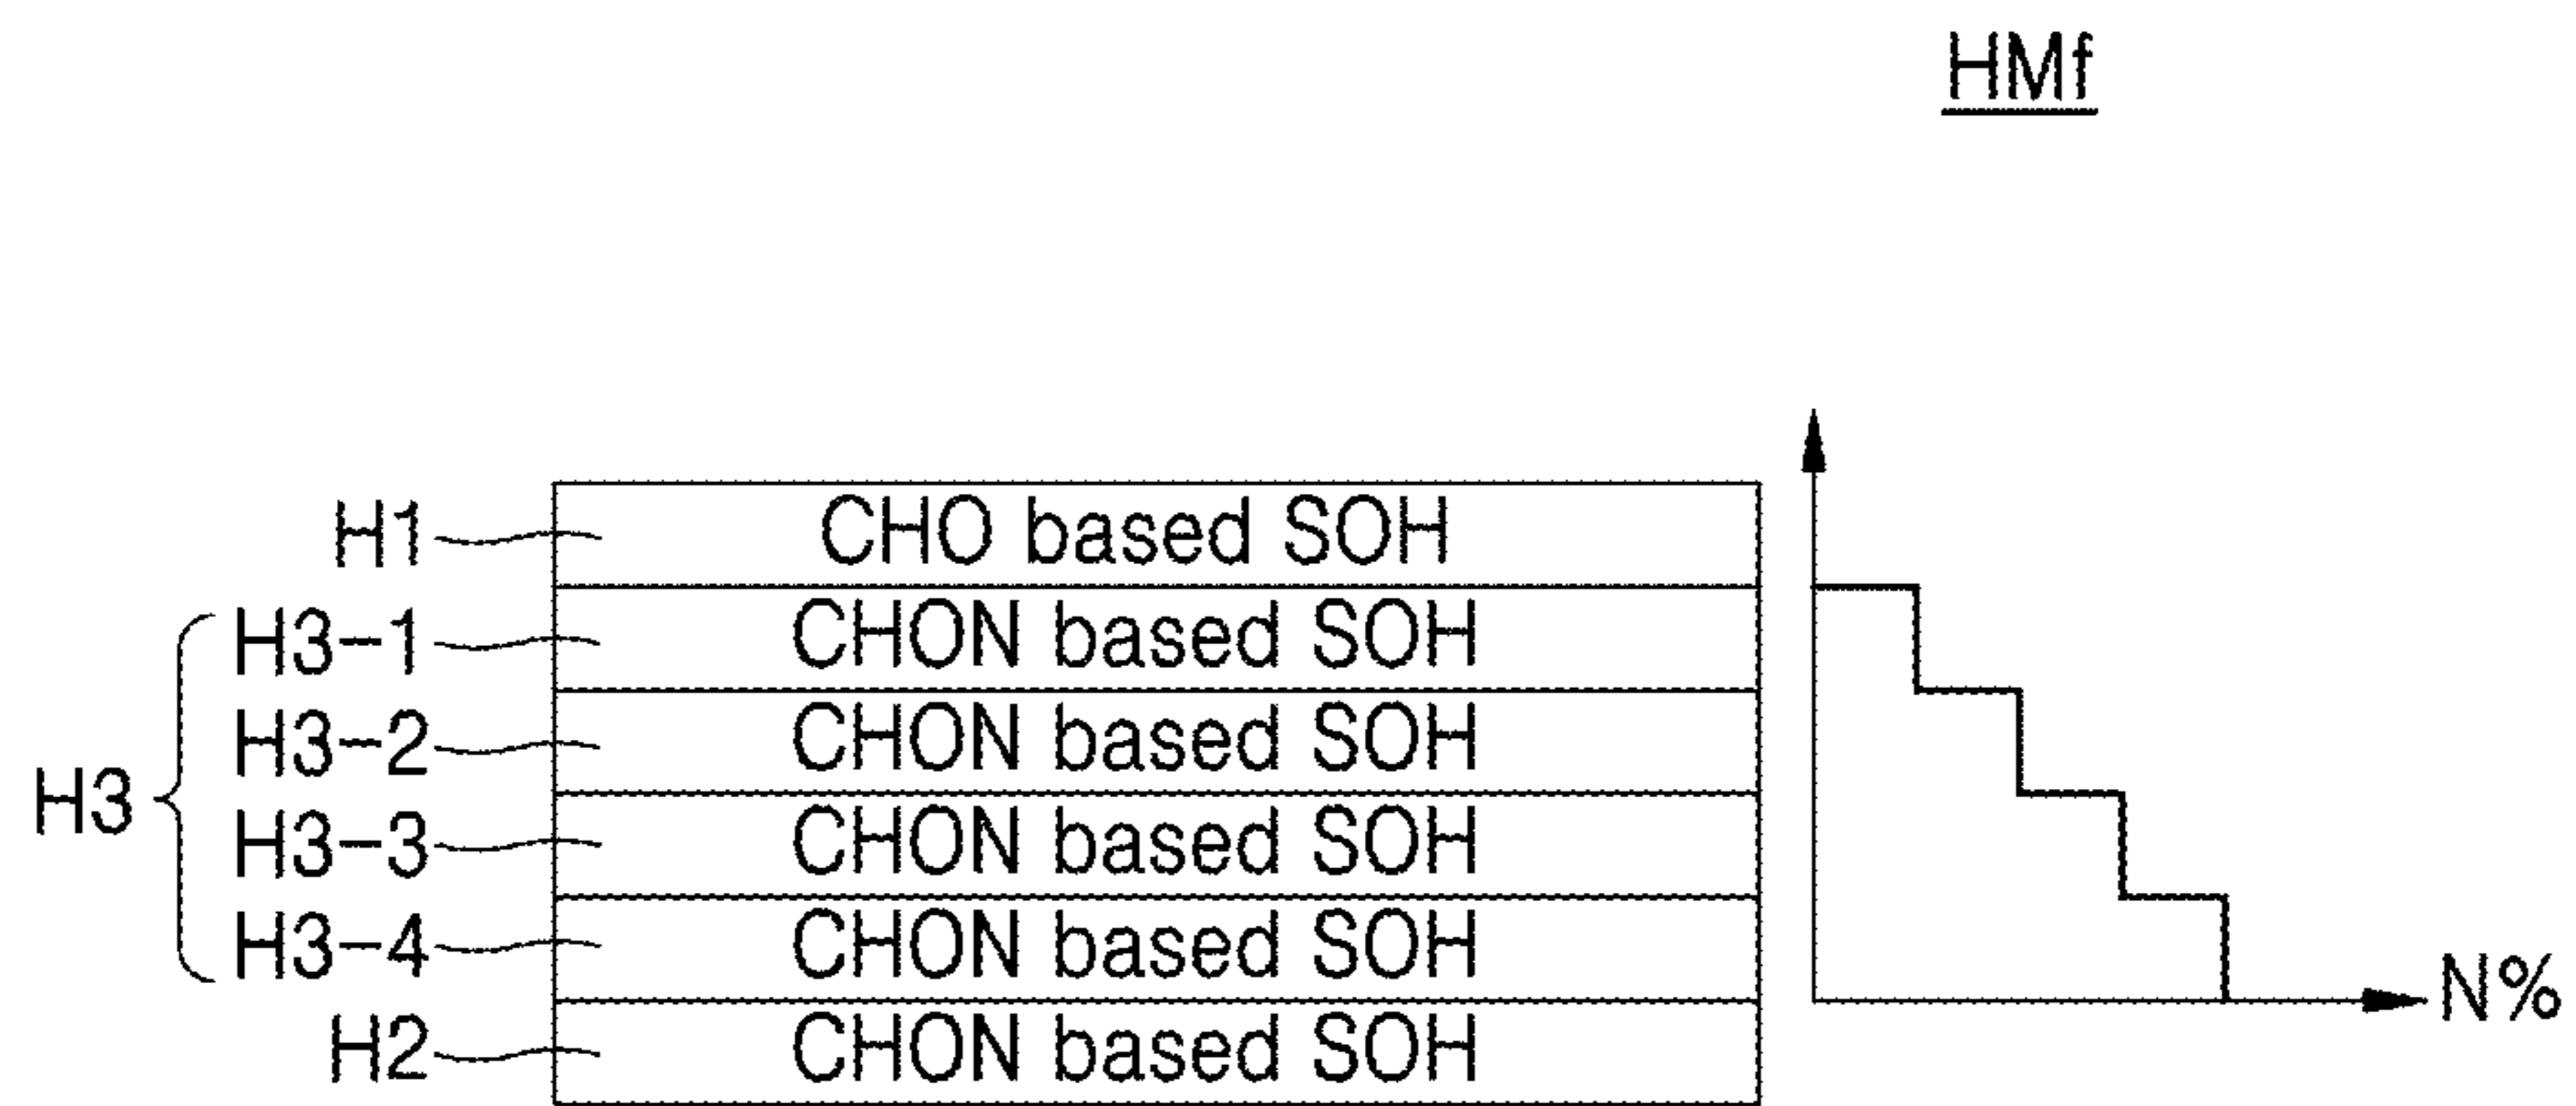 HMf
H1 CHO based SOH
H3-1 CHON based SOH
H3-2 CHON based SOH
H3
H3-3 CHON based SOH
H3-4 CHON based SOH
N%
H2 CHON based SOH